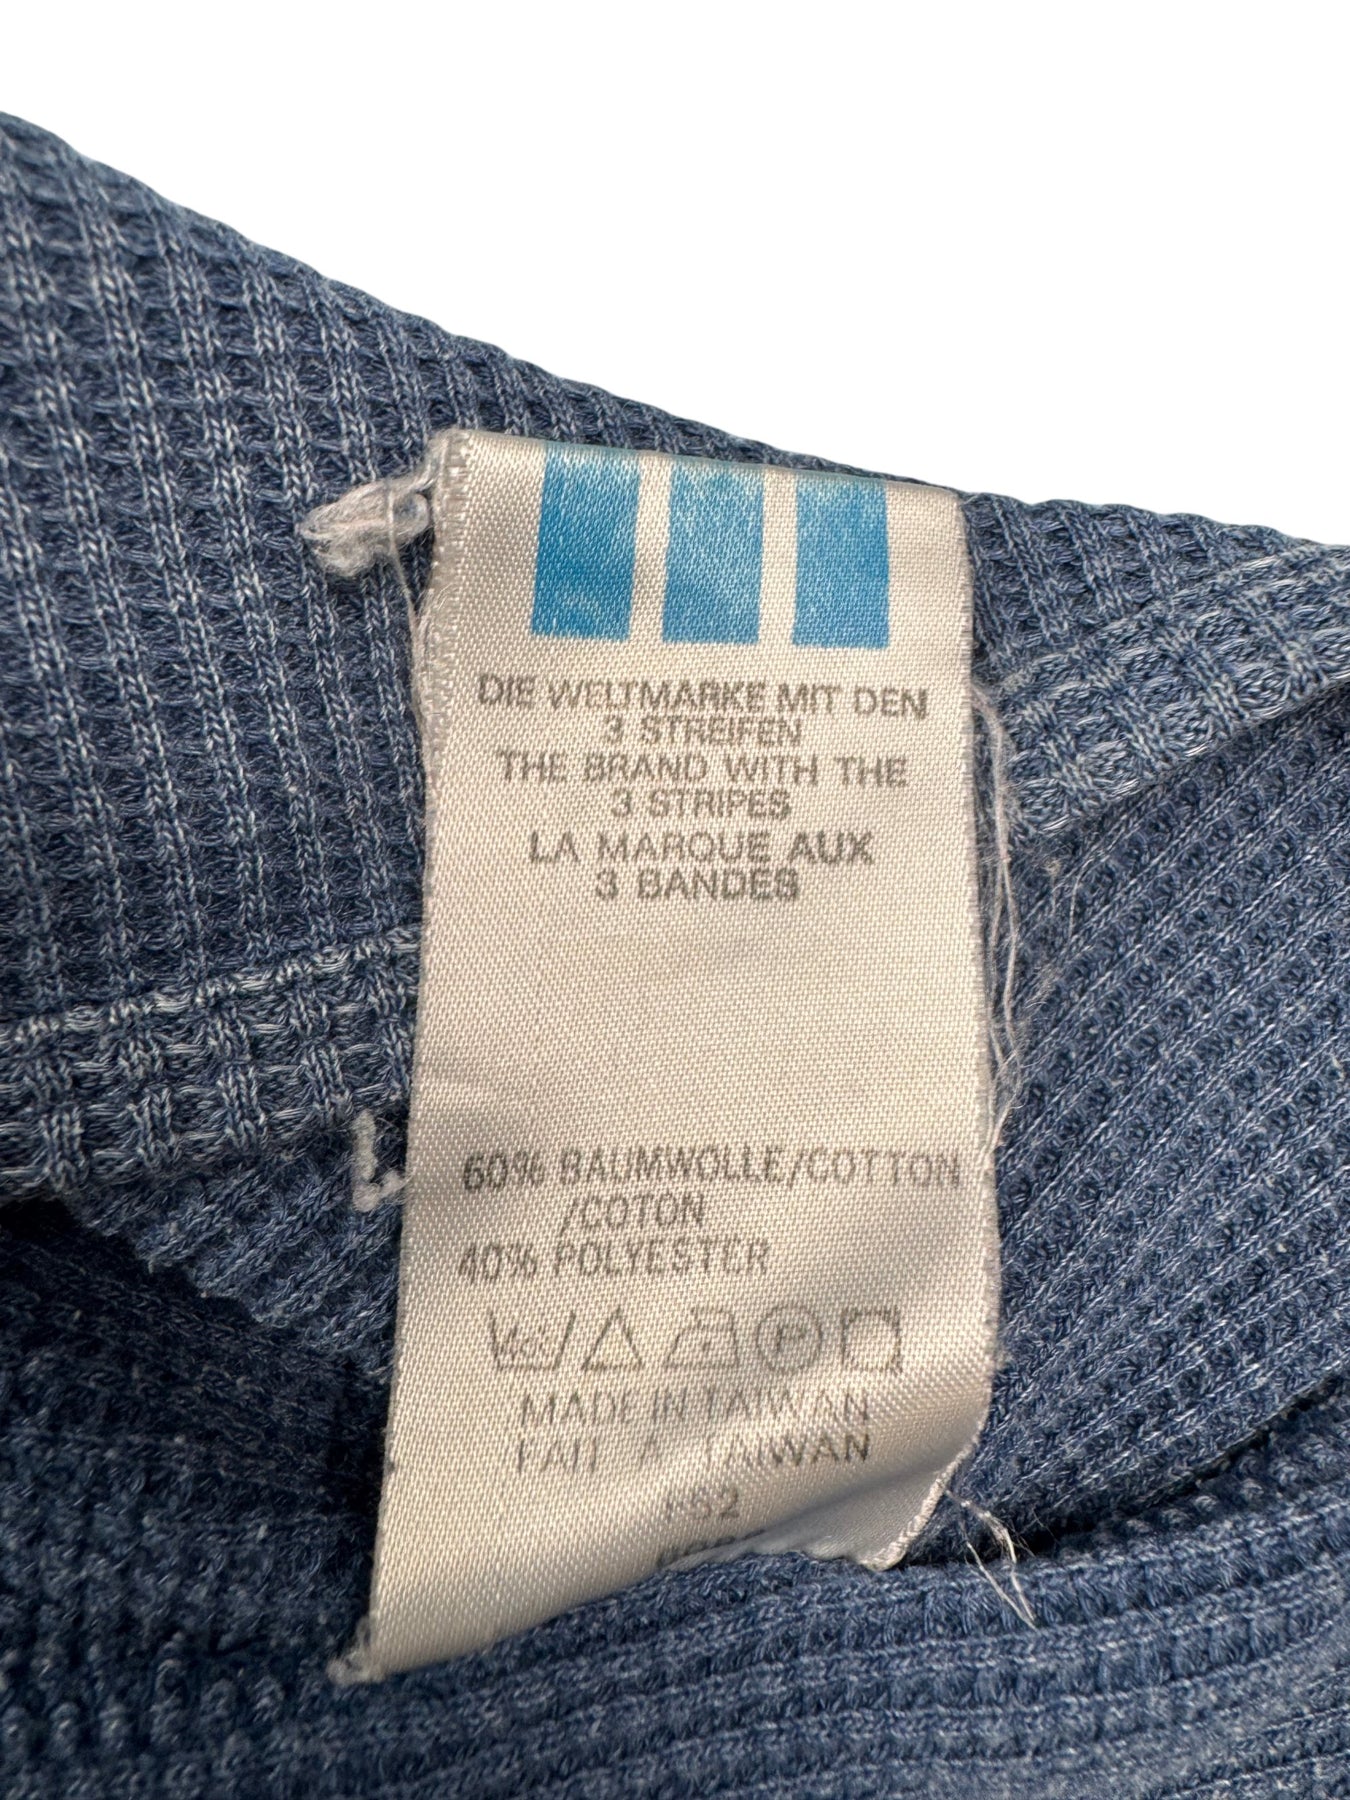 DIE WELTMARKE MIT DEN
3 STREIFEN
THE BRAND WITH THE
3 STRIPES
LA MARQUE AUX
3 BANDES
60% BAUMWOLLE/COTTON
/COTON
40% POLYESTER
P
MADE IN TAIWAN
FAIT A TAIWAN